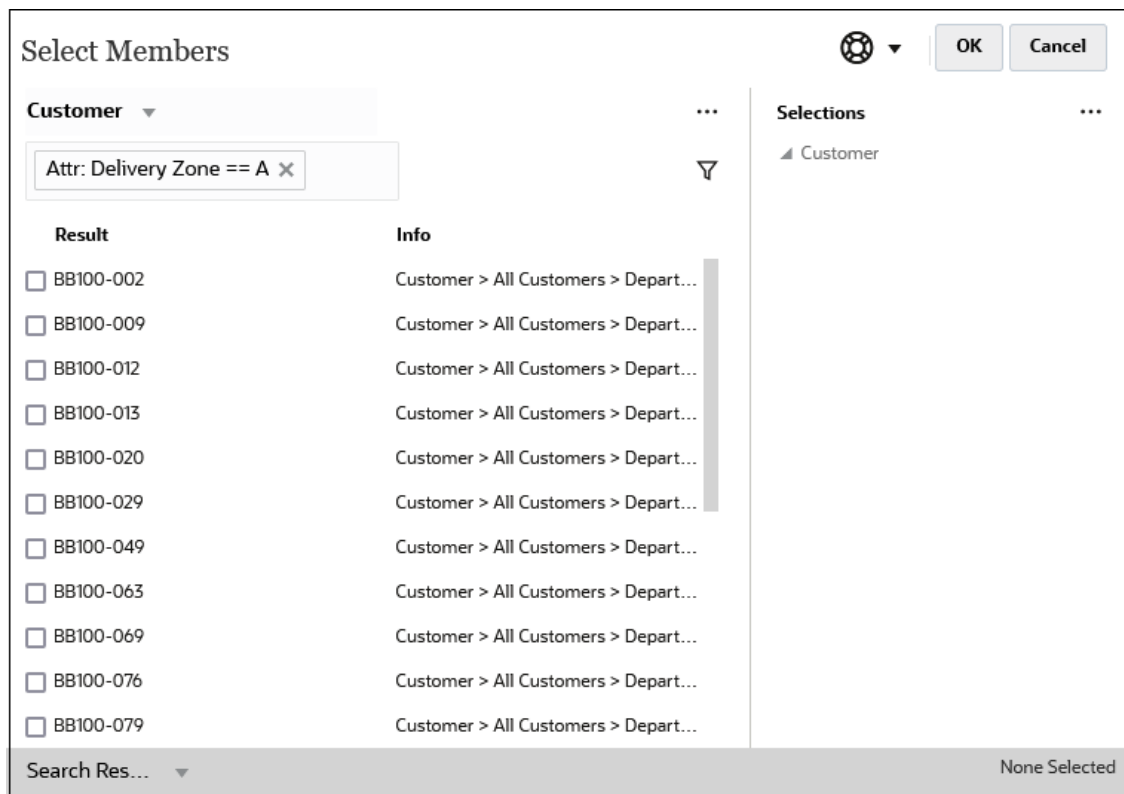 Select Members
OK
Cancel
Customer
...
Attr: Delivery Zone == A
Result Info
BB100-002 Customer > All Customers > Depart...
BB100-009 Customer > All Customers > Depart...
BB100-012 Customer > All Customers > Depart...
BB100-013 Customer > All Customers > Depart...
BB100-020 Customer > All Customers > Depart...
BB100-029 Customer > All Customers > Depart...
BB100-049 Customer > All Customers > Depart...
BB100-063 Customer > All Customers > Depart...
BB100-069 Customer > All Customers > Depart...
BB100-076 Customer > All Customers > Depart...
BB100-079 Customer > All Customers > Depart...
Search Res...
Selections
...
Customer
None Selected